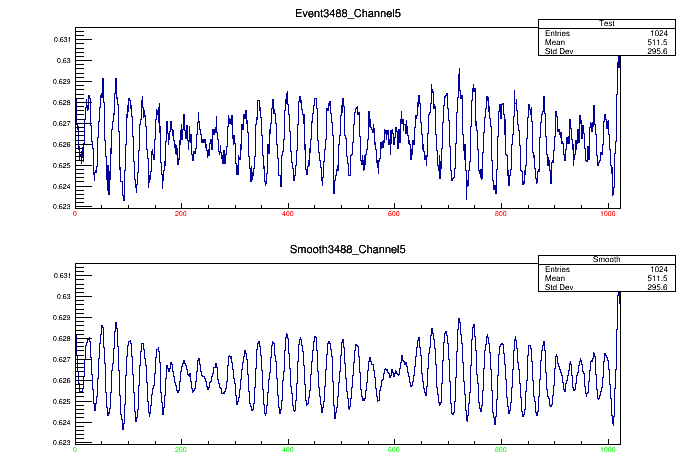 Event3488_Channel5
Test
Entries 1024
Mean 511.5
Std Dev 295.6
0.631
0.63
0.629
0.628
0.627
0.626
0.625
0.624
0.623
0 200 400 600 800 1000
Smooth3488_Channel5
Smooth
Entries 1024
Mean 511.5
Std Dev 295.6
0.631
0.63
0.629
0.628
0.627
0.626
0.625
0.624
0.623
0 200 400 600 800 1000